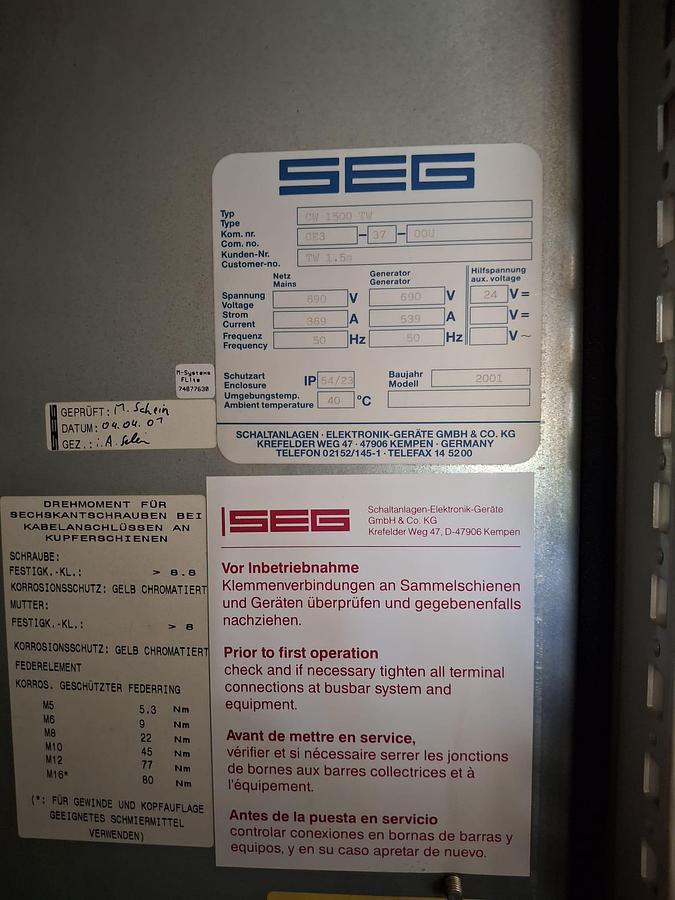 SEG
Typ
Type
CW 1500 TW
Kom. nr.
Com. no.
CE3 - 37 - 00U
Kunden-Nr.
Customer-no.
TW 1.5s
Netz
Mains
Generator
Generator
Hilfspannung
aux. voltage
Spannung
Voltage
690 V 690 V 24 V =
Strom
Current
369 A 539 A V =
Frequenz
Frequency
50 Hz 50 Hz V ~
Schutzart
Enclosure
IP 54/23
Baujahr
Modell
2001
Umgebungstemp.
Ambient temperature
40 °C
SCHALTANLAGEN · ELEKTRONIK-GERÄTE GMBH & CO. KG
KREFELDER WEG 47 · 47906 KEMPEN · GERMANY
TELEFON 02152/145-1 · TELEFAX 14 52 00
M-Systems
FLite
74877630
GEPRÜFT: M. Schein
DATUM: 04.04.01
GEZ.: i.A.
DREHMOMENT FÜR
SECHSKANTSCHRAUBEN BEI
KABELANSCHLÜSSEN AN
KUPFERSCHIENEN
SCHRAUBE:
FESTIGK.-KL.: > 8.8
KORROSIONSSCHUTZ: GELB CHROMATIERT
MUTTER:
FESTIGK.-KL.: > 8
KORROSIONSSCHUTZ: GELB CHROMATIERT
FEDERELEMENT
KORROS. GESCHÜTZTER FEDERRING
M5 5.3 Nm
M6 9 Nm
M8 22 Nm
M10 45 Nm
M12 77 Nm
M16* 80 Nm
(*: FÜR GEWINDE UND KOPFAUFLAGE
GEEIGNETES SCHMIERMITTEL
VERWENDEN)
SEG
Schaltanlagen-Elektronik-Geräte
GmbH & Co. KG
Krefelder Weg 47, D-47906 Kempen
Vor Inbetriebnahme
Klemmenverbindungen an Sammelschienen
und Geräten überprüfen und gegebenenfalls
nachziehen.
Prior to first operation
check and if necessary tighten all terminal
connections at busbar system and
equipment.
Avant de mettre en service,
vérifier et si nécessaire serrer les jonctions
de bornes aux barres collectrices et à
l'équipement.
Antes de la puesta en servicio
controlar conexiones en bornas de barras y
equipos, y en su caso apretar de nuevo.